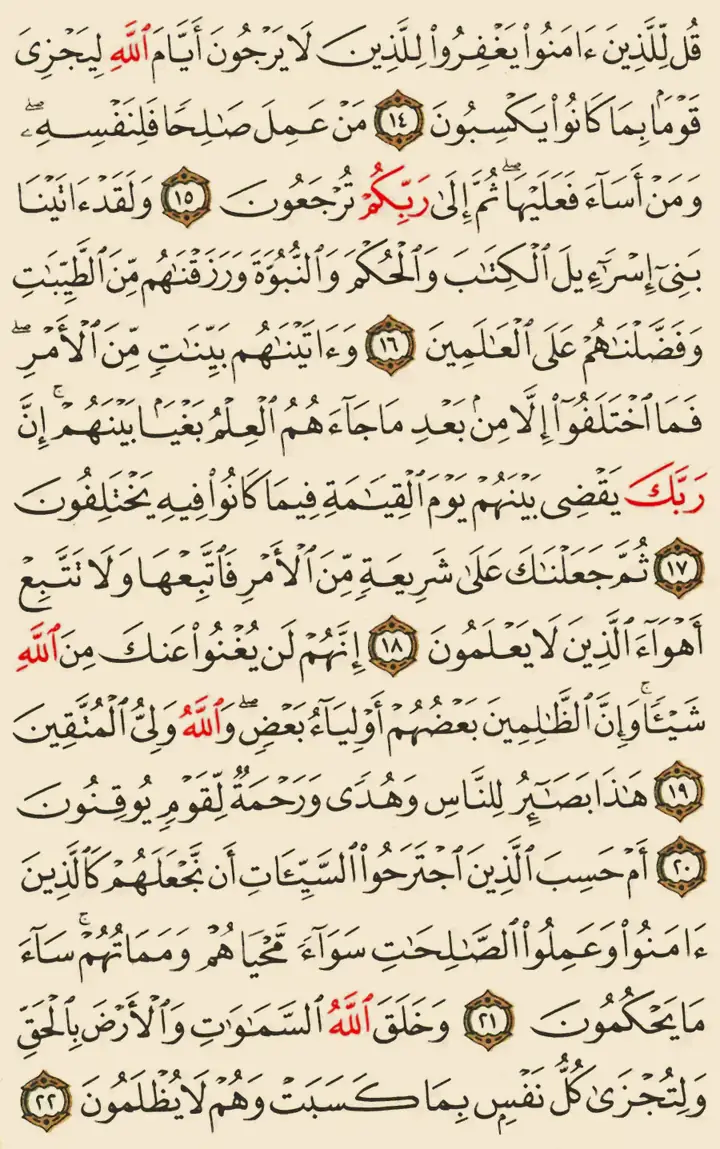 قُل لِّلَّذِينَ ءَامَنُوا۟ يَغْفِرُوا۟ لِلَّذِينَ لَا يَرْجُونَ أَيَّامَ ٱللَّهِ لِيَجْزِىَ
قَوْمًۢا بِمَا كَانُوا۟ يَكْسِبُونَ ١٤ مَنْ عَمِلَ صَـٰلِحًا فَلِنَفْسِهِۦ ۖ
وَمَنْ أَسَآءَ فَعَلَيْهَا ۖ ثُمَّ إِلَىٰ رَبِّكُمْ تُرْجَعُونَ ١٥ وَلَقَدْ ءَاتَيْنَا
بَنِىٓ إِسْرَٰٓءِيلَ ٱلْكِتَـٰبَ وَٱلْحُكْمَ وَٱلنُّبُوَّةَ وَرَزَقْنَـٰهُم مِّنَ ٱلطَّيِّبَـٰتِ
وَفَضَّلْنَـٰهُمْ عَلَى ٱلْعَـٰلَمِينَ ١٦ وَءَاتَيْنَـٰهُم بَيِّنَـٰتٍ مِّنَ ٱلْأَمْرِ ۖ
فَمَا ٱخْتَلَفُوٓا۟ إِلَّا مِنۢ بَعْدِ مَا جَآءَهُمُ ٱلْعِلْمُ بَغْيًۢا بَيْنَهُمْ ۚ إِنَّ
رَبَّكَ يَقْضِى بَيْنَهُمْ يَوْمَ ٱلْقِيَـٰمَةِ فِيمَا كَانُوا۟ فِيهِ يَخْتَلِفُونَ
١٧ ثُمَّ جَعَلْنَـٰكَ عَلَىٰ شَرِيعَةٍ مِّنَ ٱلْأَمْرِ فَٱتَّبِعْهَا وَلَا تَتَّبِعْ
أَهْوَآءَ ٱلَّذِينَ لَا يَعْلَمُونَ ١٨ إِنَّهُمْ لَن يُغْنُوا۟ عَنكَ مِنَ ٱللَّهِ
شَيْـًٔا ۚ وَإِنَّ ٱلظَّـٰلِمِينَ بَعْضُهُمْ أَوْلِيَآءُ بَعْضٍ ۖ وَٱللَّهُ وَلِىُّ ٱلْمُتَّقِينَ
١٩ هَـٰذَا بَصَـٰٓئِرُ لِلنَّاسِ وَهُدًى وَرَحْمَةٌ لِّقَوْمٍ يُوقِنُونَ
٢٠ أَمْ حَسِبَ ٱلَّذِينَ ٱجْتَرَحُوا۟ ٱلسَّيِّـَٔاتِ أَن نَّجْعَلَهُمْ كَٱلَّذِينَ
ءَامَنُوا۟ وَعَمِلُوا۟ ٱلصَّـٰلِحَـٰتِ سَوَآءً مَّحْيَاهُمْ وَمَمَاتُهُمْ ۚ سَآءَ
مَا يَحْكُمُونَ ٢١ وَخَلَقَ ٱللَّهُ ٱلسَّمَـٰوَٰتِ وَٱلْأَرْضَ بِٱلْحَقِّ
وَلِتُجْزَىٰ كُلُّ نَفْسٍۭ بِمَا كَسَبَتْ وَهُمْ لَا يُظْلَمُونَ ٢٢